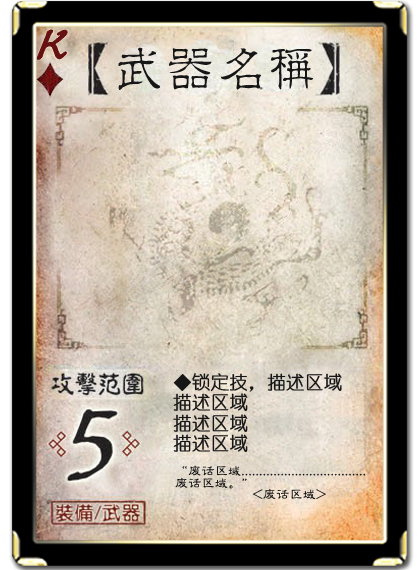 K
【武器名稱】
攻擊范圍
5
裝備/武器
◆锁定技，描述区域
描述区域
描述区域
描述区域
“废话区域.................................
废话区域。”
＜废话区域＞